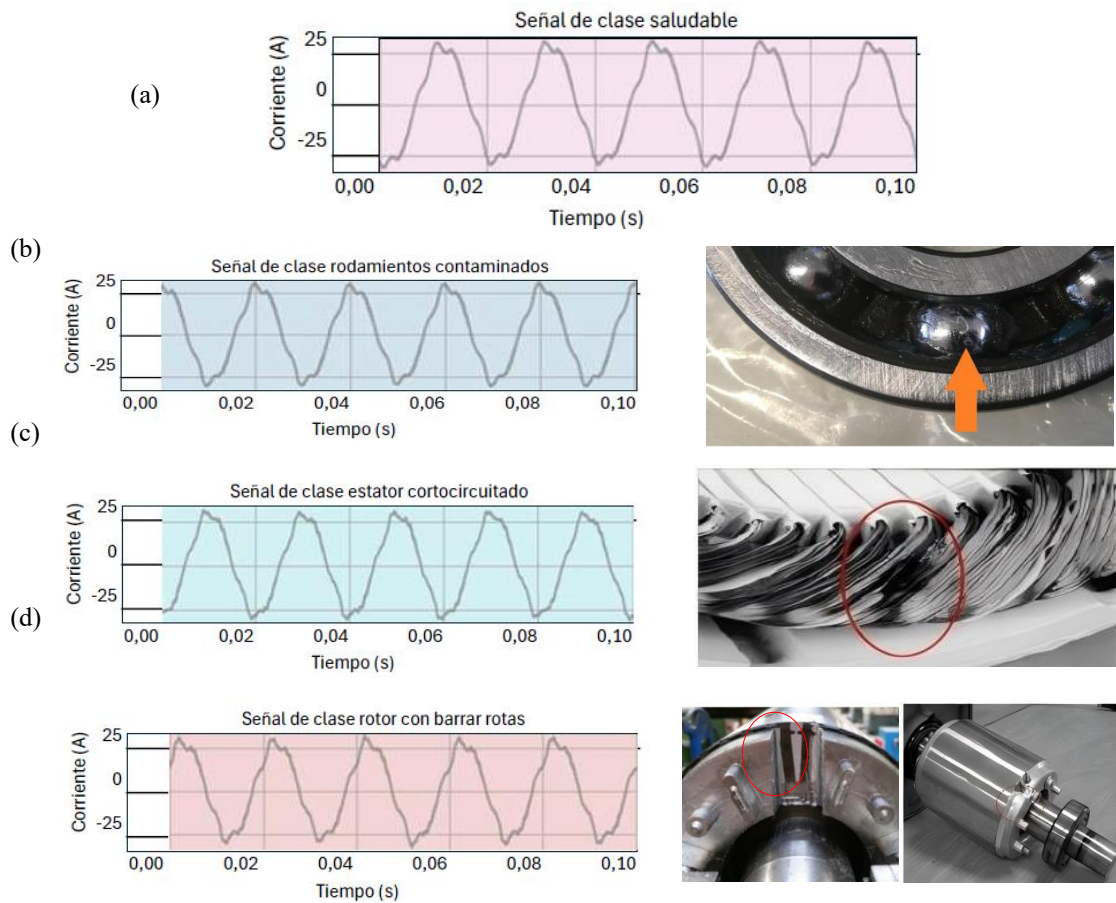 (a)
Señal de clase saludable
Corriente (A)
25
0
-25
0,00 0,02 0,04 0,06 0,08 0,10
Tiempo (s)
(b)
Señal de clase rodamientos contaminados
Corriente (A)
25
0
-25
0,00 0,02 0,04 0,06 0,08 0,10
Tiempo (s)
(c)
Señal de clase estator cortocircuitado
Corriente (A)
25
0
-25
0,00 0,02 0,04 0,06 0,08 0,10
Tiempo (s)
(d)
Señal de clase rotor con barrar rotas
Corriente (A)
25
0
-25
0,00 0,02 0,04 0,06 0,08 0,10
Tiempo (s)